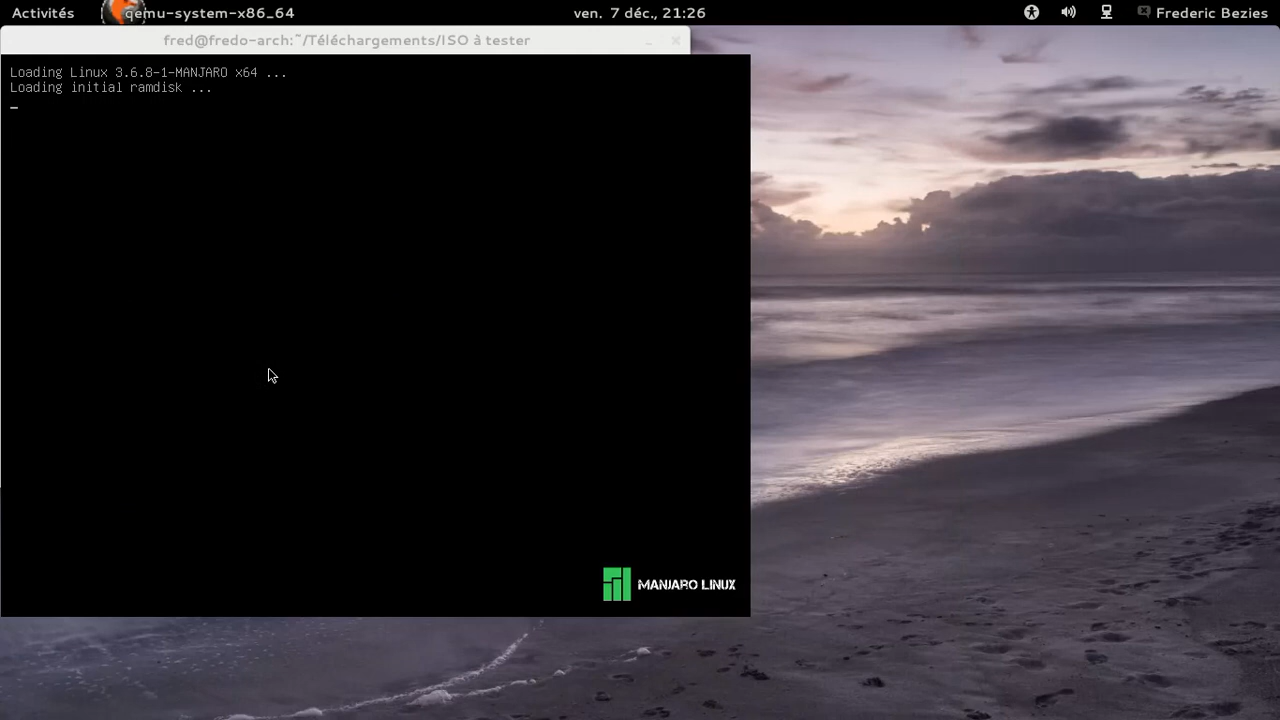 Activités qemu-system-x86_64 ven. 7 déc., 21:26 Frederic Bezies
fred@fredo-arch:~/Téléchargements/ISO à tester
Loading Linux 3.6.8-1-MANJARO x64 ...
Loading initial ramdisk ...
MANJARO LINUX